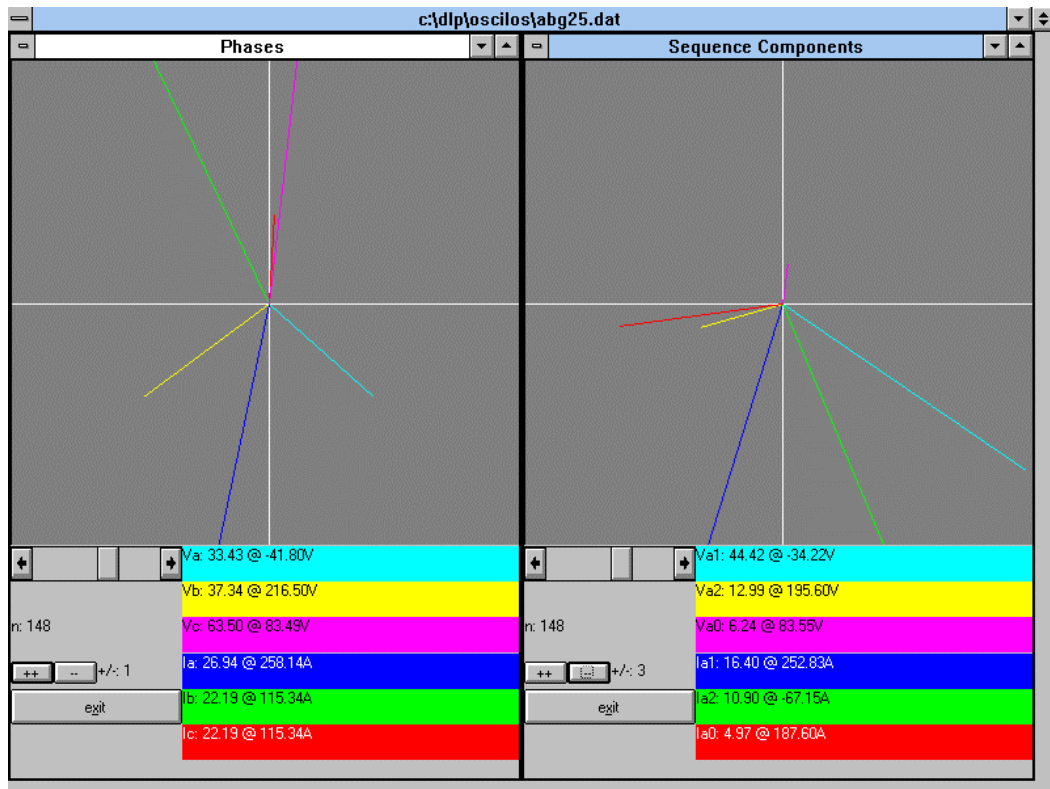 c:\dlp\oscilos\abg25.dat
Phases
Va: 33.43 @ -41.80V
Vb: 37.34 @ 216.50V
n: 148
Vc: 63.50 @ 83.49V
Ia: 26.94 @ 258.14A
++ -- +/-: 1
Ib: 22.19 @ 115.34A
exit
Ic: 22.19 @ 115.34A
Sequence Components
Va1: 44.42 @ -34.22V
Va2: 12.99 @ 195.60V
n: 148
Va0: 6.24 @ 83.55V
Ia1: 16.40 @ 252.83A
++ -- +/-: 3
Ia2: 10.90 @ -67.15A
exit
Ia0: 4.97 @ 187.60A